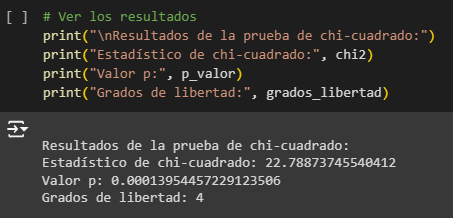 [ ] # Ver los resultados
print("\nResultados de la prueba de chi-cuadrado:")
print("Estadístico de chi-cuadrado:", chi2)
print("Valor p:", p_valor)
print("Grados de libertad:", grados_libertad)
Resultados de la prueba de chi-cuadrado:
Estadístico de chi-cuadrado: 22.78873745540412
Valor p: 0.00013954457229123506
Grados de libertad: 4